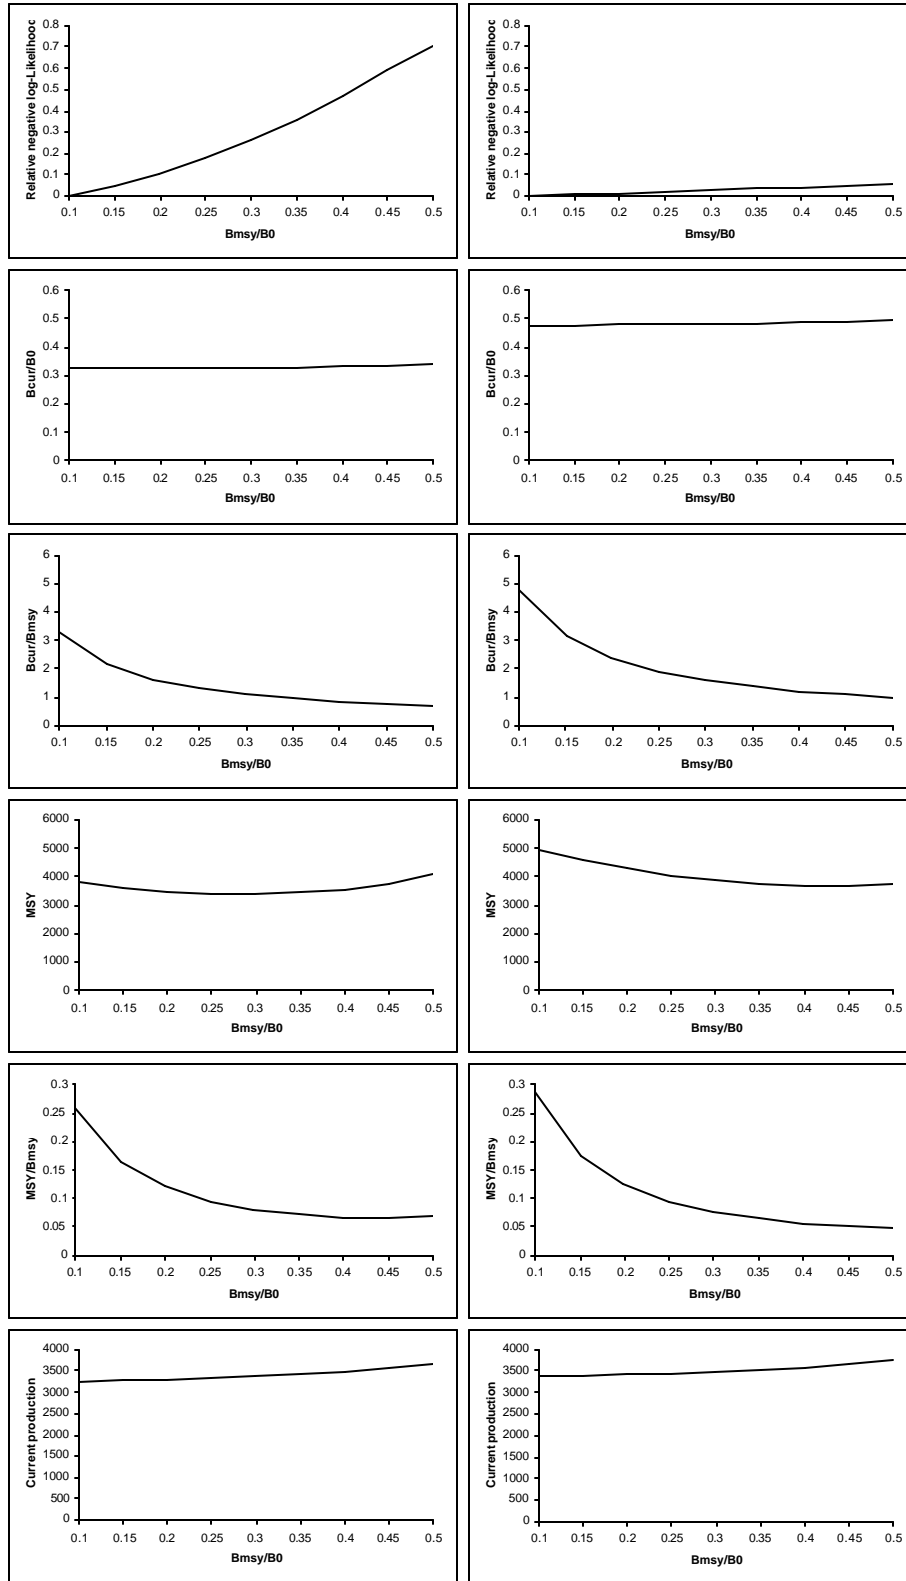 Relative negative log-Likelihood
0.8
0.7
0.6
0.5
0.4
0.3
0.2
0.1
0
0.1 0.15 0.2 0.25 0.3 0.35 0.4 0.45 0.5
Bmsy/B0
Relative negative log-Likelihood
0.8
0.7
0.6
0.5
0.4
0.3
0.2
0.1
0
0.1 0.15 0.2 0.25 0.3 0.35 0.4 0.45 0.5
Bmsy/B0
Bcur/B0
0.6
0.5
0.4
0.3
0.2
0.1
0
0.1 0.15 0.2 0.25 0.3 0.35 0.4 0.45 0.5
Bmsy/B0
Bcur/B0
0.6
0.5
0.4
0.3
0.2
0.1
0
0.1 0.15 0.2 0.25 0.3 0.35 0.4 0.45 0.5
Bmsy/B0
Bcur/Bmsy
6
5
4
3
2
1
0
0.1 0.15 0.2 0.25 0.3 0.35 0.4 0.45 0.5
Bmsy/B0
Bcur/Bmsy
6
5
4
3
2
1
0
0.1 0.15 0.2 0.25 0.3 0.35 0.4 0.45 0.5
Bmsy/B0
MSY
6000
5000
4000
3000
2000
1000
0
0.1 0.15 0.2 0.25 0.3 0.35 0.4 0.45 0.5
Bmsy/B0
MSY
6000
5000
4000
3000
2000
1000
0
0.1 0.15 0.2 0.25 0.3 0.35 0.4 0.45 0.5
Bmsy/B0
MSY/Bmsy
0.3
0.25
0.2
0.15
0.1
0.05
0
0.1 0.15 0.2 0.25 0.3 0.35 0.4 0.45 0.5
Bmsy/B0
MSY/Bmsy
0.3
0.25
0.2
0.15
0.1
0.05
0
0.1 0.15 0.2 0.25 0.3 0.35 0.4 0.45 0.5
Bmsy/B0
Current production
4000
3500
3000
2500
2000
1500
1000
500
0
0.1 0.15 0.2 0.25 0.3 0.35 0.4 0.45 0.5
Bmsy/B0
Current production
4000
3500
3000
2500
2000
1500
1000
500
0
0.1 0.15 0.2 0.25 0.3 0.35 0.4 0.45 0.5
Bmsy/B0